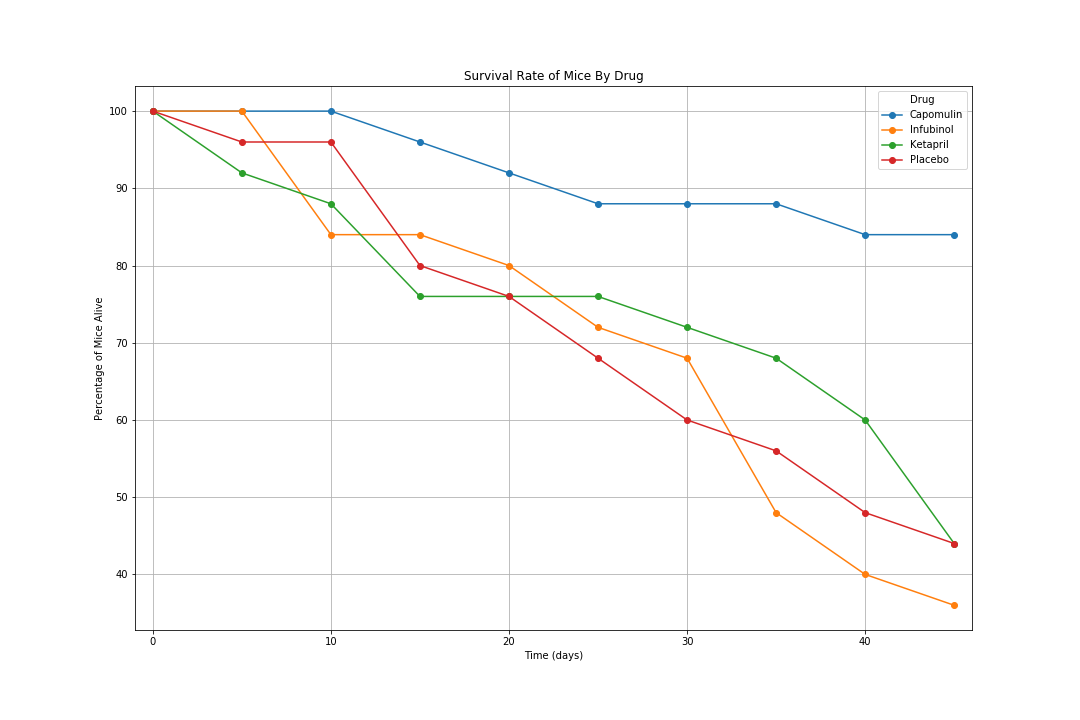 Survival Rate of Mice By Drug
Drug
Capomulin
Infubinol
Ketapril
Placebo
Percentage of Mice Alive
100
90
80
70
60
50
40
0 10 20 30 40
Time (days)